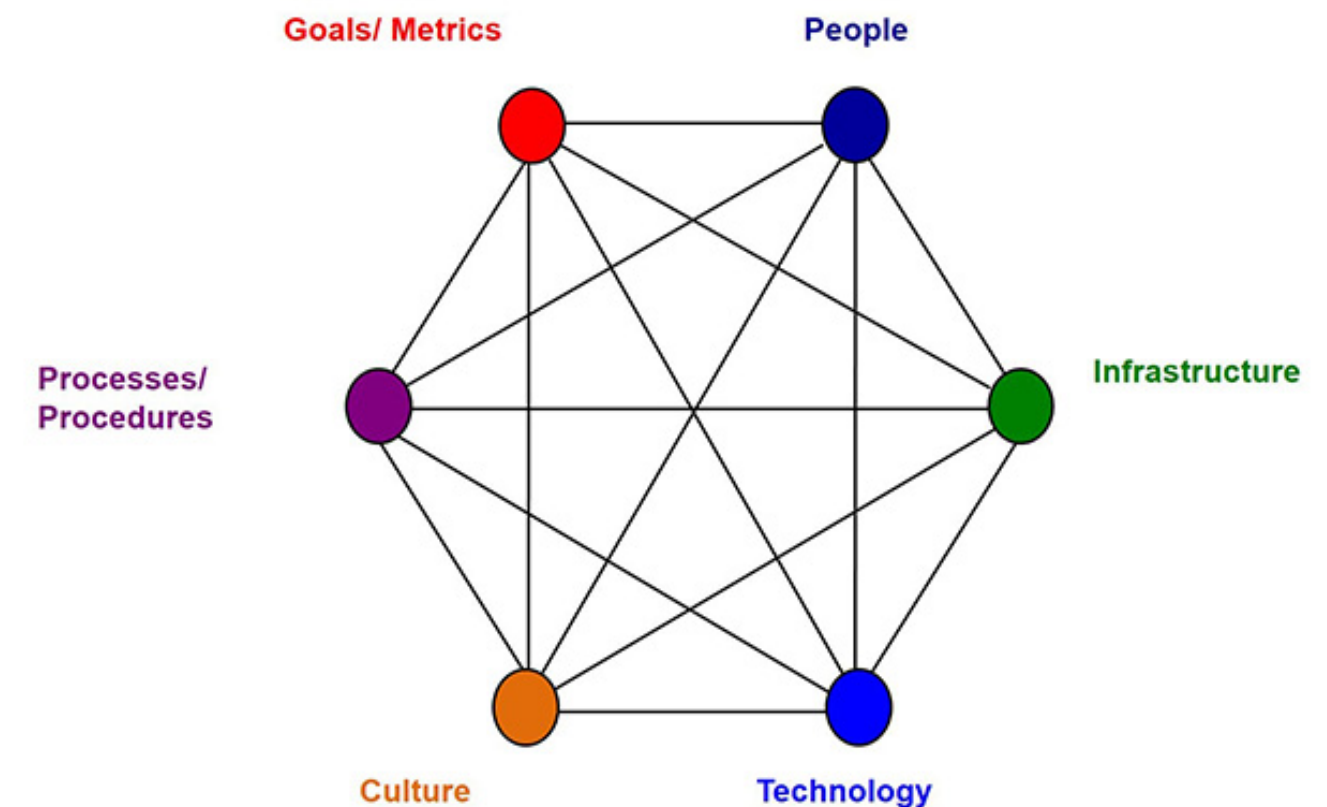 Goals/ Metrics
People
Processes/
Procedures
Infrastructure
Culture
Technology